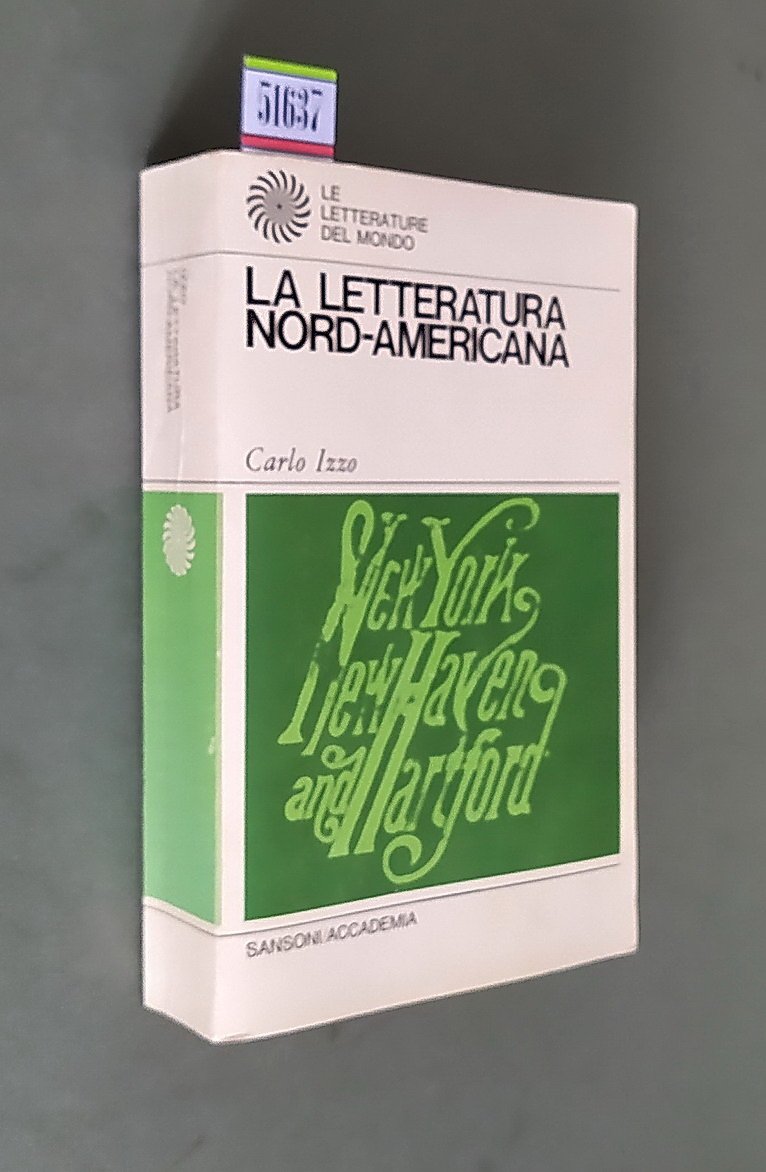 51637
LE
LETTERATURE
DEL MONDO
LA LETTERATURA
NORD-AMERICANA
Carlo Izzo
New York
New Haven
and Hartford
SANSONI/ACCADEMIA